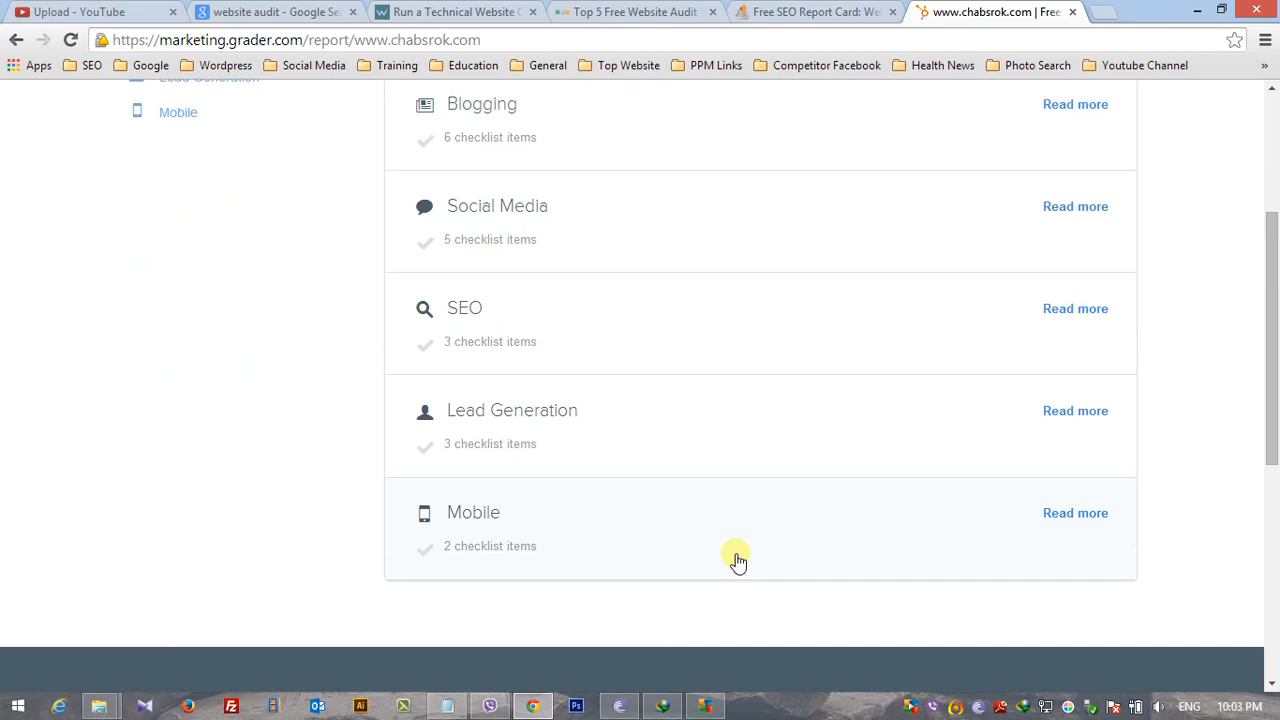 Upload - YouTube
website audit - Google Sea
Run a Technical Website C
Top 5 Free Website Audit
Free SEO Report Card: Wel
www.chabsrok.com | Free
https://marketing.grader.com/report/www.chabsrok.com
Apps
SEO
Google
Wordpress
Social Media
Training
Education
General
Top Website
PPM Links
Competitor Facebook
Health News
Photo Search
Youtube Channel
»
Lead Generation
Mobile
Blogging
Read more
6 checklist items
Social Media
Read more
5 checklist items
SEO
Read more
3 checklist items
Lead Generation
Read more
3 checklist items
Mobile
Read more
2 checklist items
ENG
10:03 PM